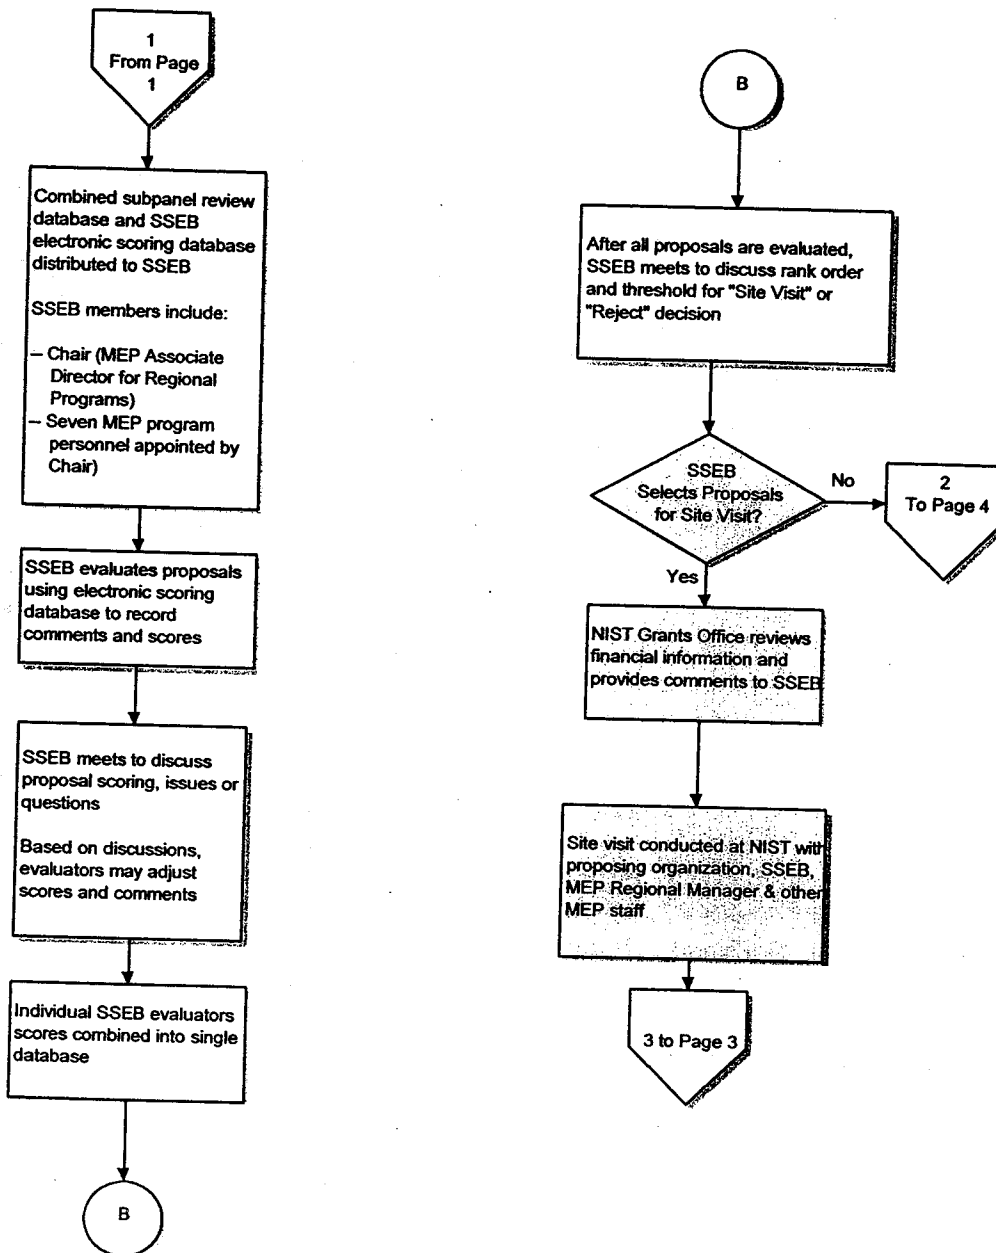 1
From Page
1
Combined subpanel review
database and SSEB
electronic scoring database
distributed to SSEB
SSEB members include:
– Chair (MEP Associate
Director for Regional
Programs)
– Seven MEP program
personnel appointed by
Chair)
SSEB evaluates proposals
using electronic scoring
database to record
comments and scores
SSEB meets to discuss
proposal scoring, issues or
questions
Based on discussions,
evaluators may adjust
scores and comments
Individual SSEB evaluators
scores combined into single
database
B
B
After all proposals are evaluated,
SSEB meets to discuss rank order
and threshold for "Site Visit" or
"Reject" decision
SSEB
Selects Proposals
for Site Visit?
No
2
To Page 4
Yes
NIST Grants Office reviews
financial information and
provides comments to SSEB
Site visit conducted at NIST with
proposing organization, SSEB,
MEP Regional Manager & other
MEP staff
3 to Page 3